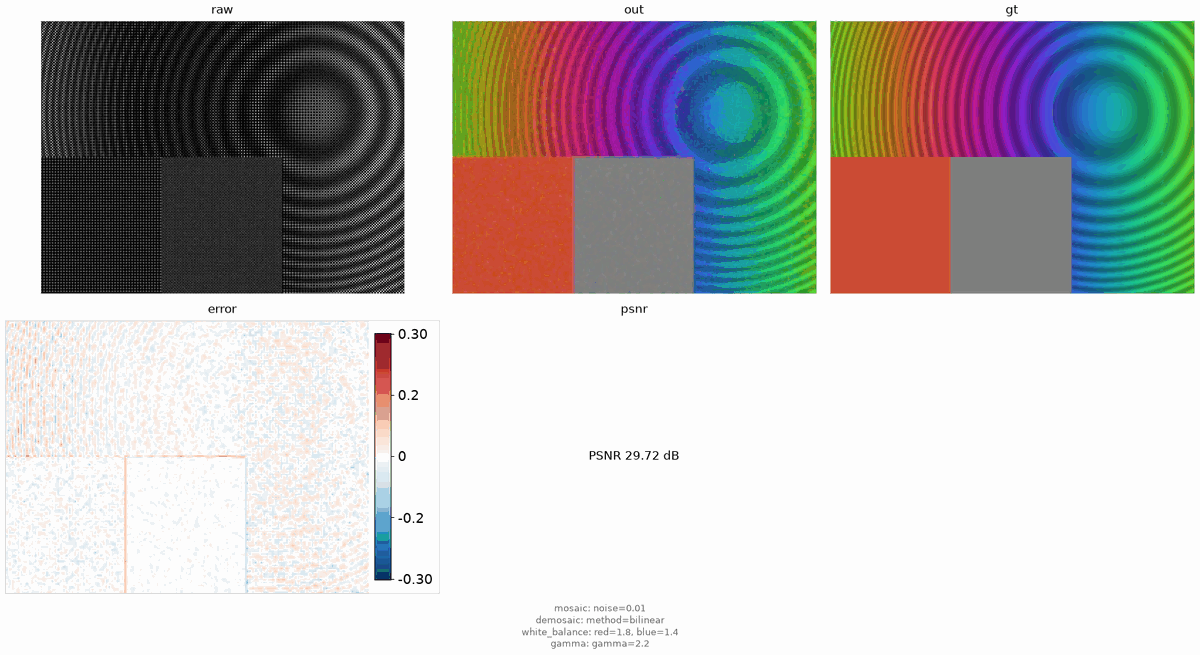 raw
out
gt
error
0.30
0.2
0
-0.2
-0.30
psnr
PSNR 29.72 dB
mosaic: noise=0.01
demosaic: method=bilinear
white_balance: red=1.8, blue=1.4
gamma: gamma=2.2